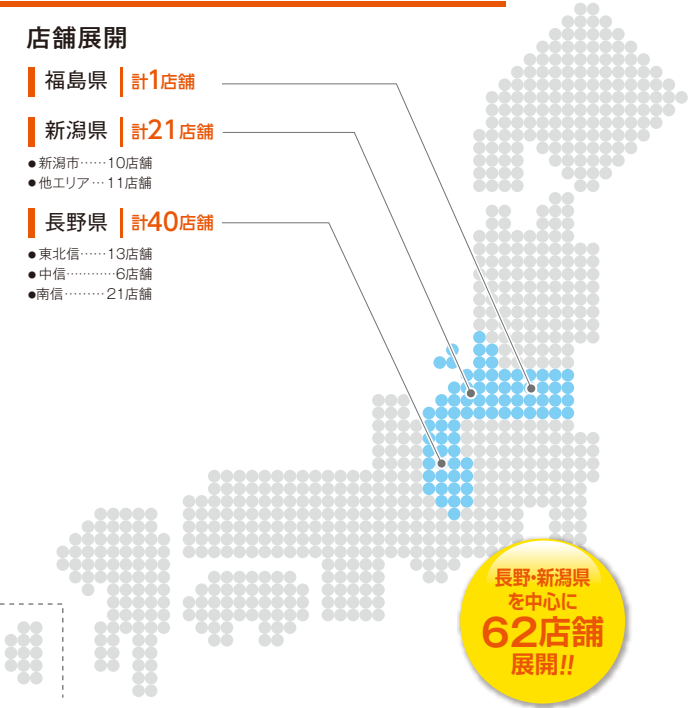 店舗展開
福島県 計1店舗
新潟県 計21店舗
●新潟市……10店舗
●他エリア…11店舗
長野県 計40店舗
●東北信……13店舗
●中信…………6店舗
●南信………21店舗
長野・新潟県
を中心に
62店舗
展開!!